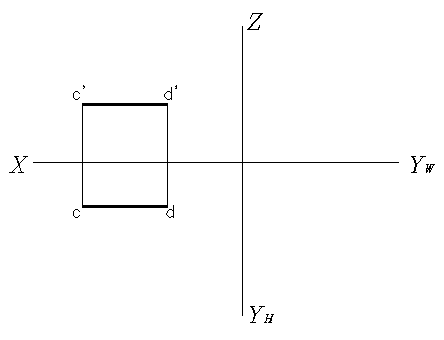 Z
c' d'
X Y_W
c d
Y_H